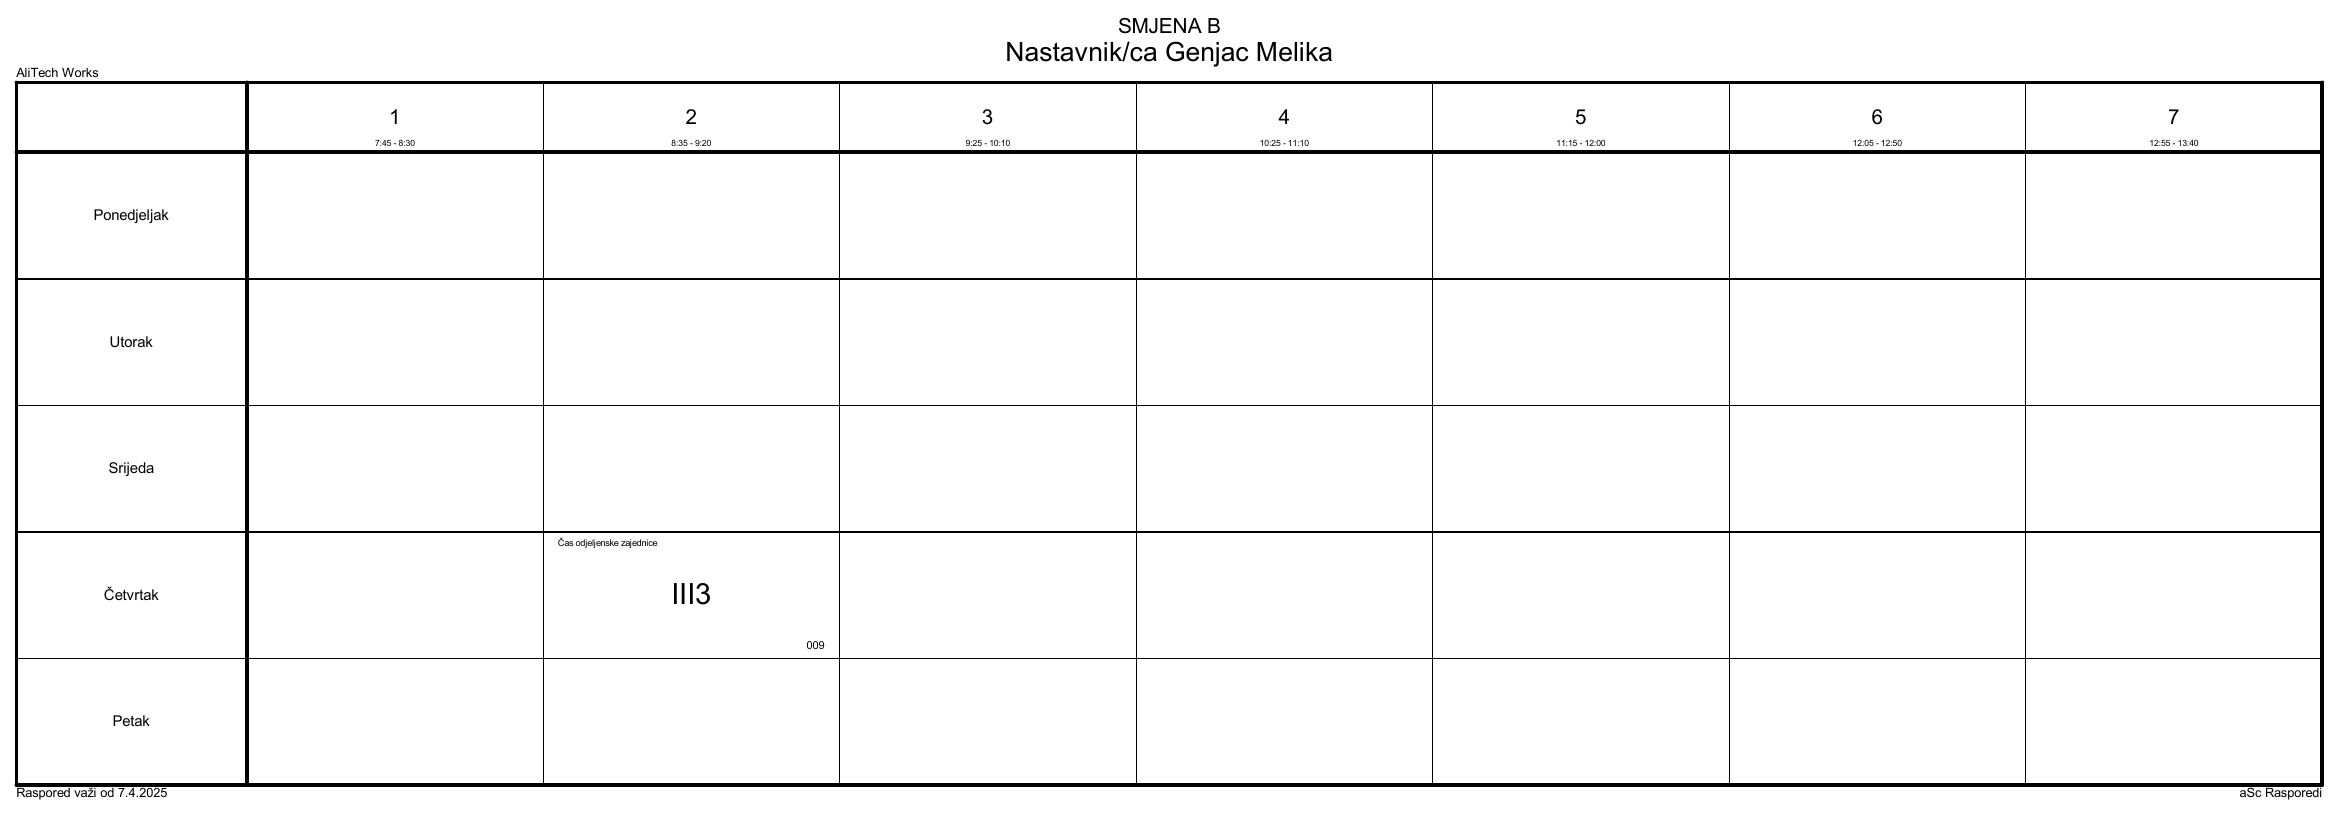 SMJENA B
Nastavnik/ca Genjac Melika
AliTech Works
1 2 3 4 5 6 7
7:45 - 8:30 8:35 - 9:20 9:25 - 10:10 10:25 - 11:10 11:15 - 12:00 12:05 - 12:50 12:55 - 13:40
Ponedjeljak
Utorak
Srijeda
Čas odjeljenske zajednice
Četvrtak III3
009
Petak
Raspored važi od 7.4.2025 aSc Rasporedi